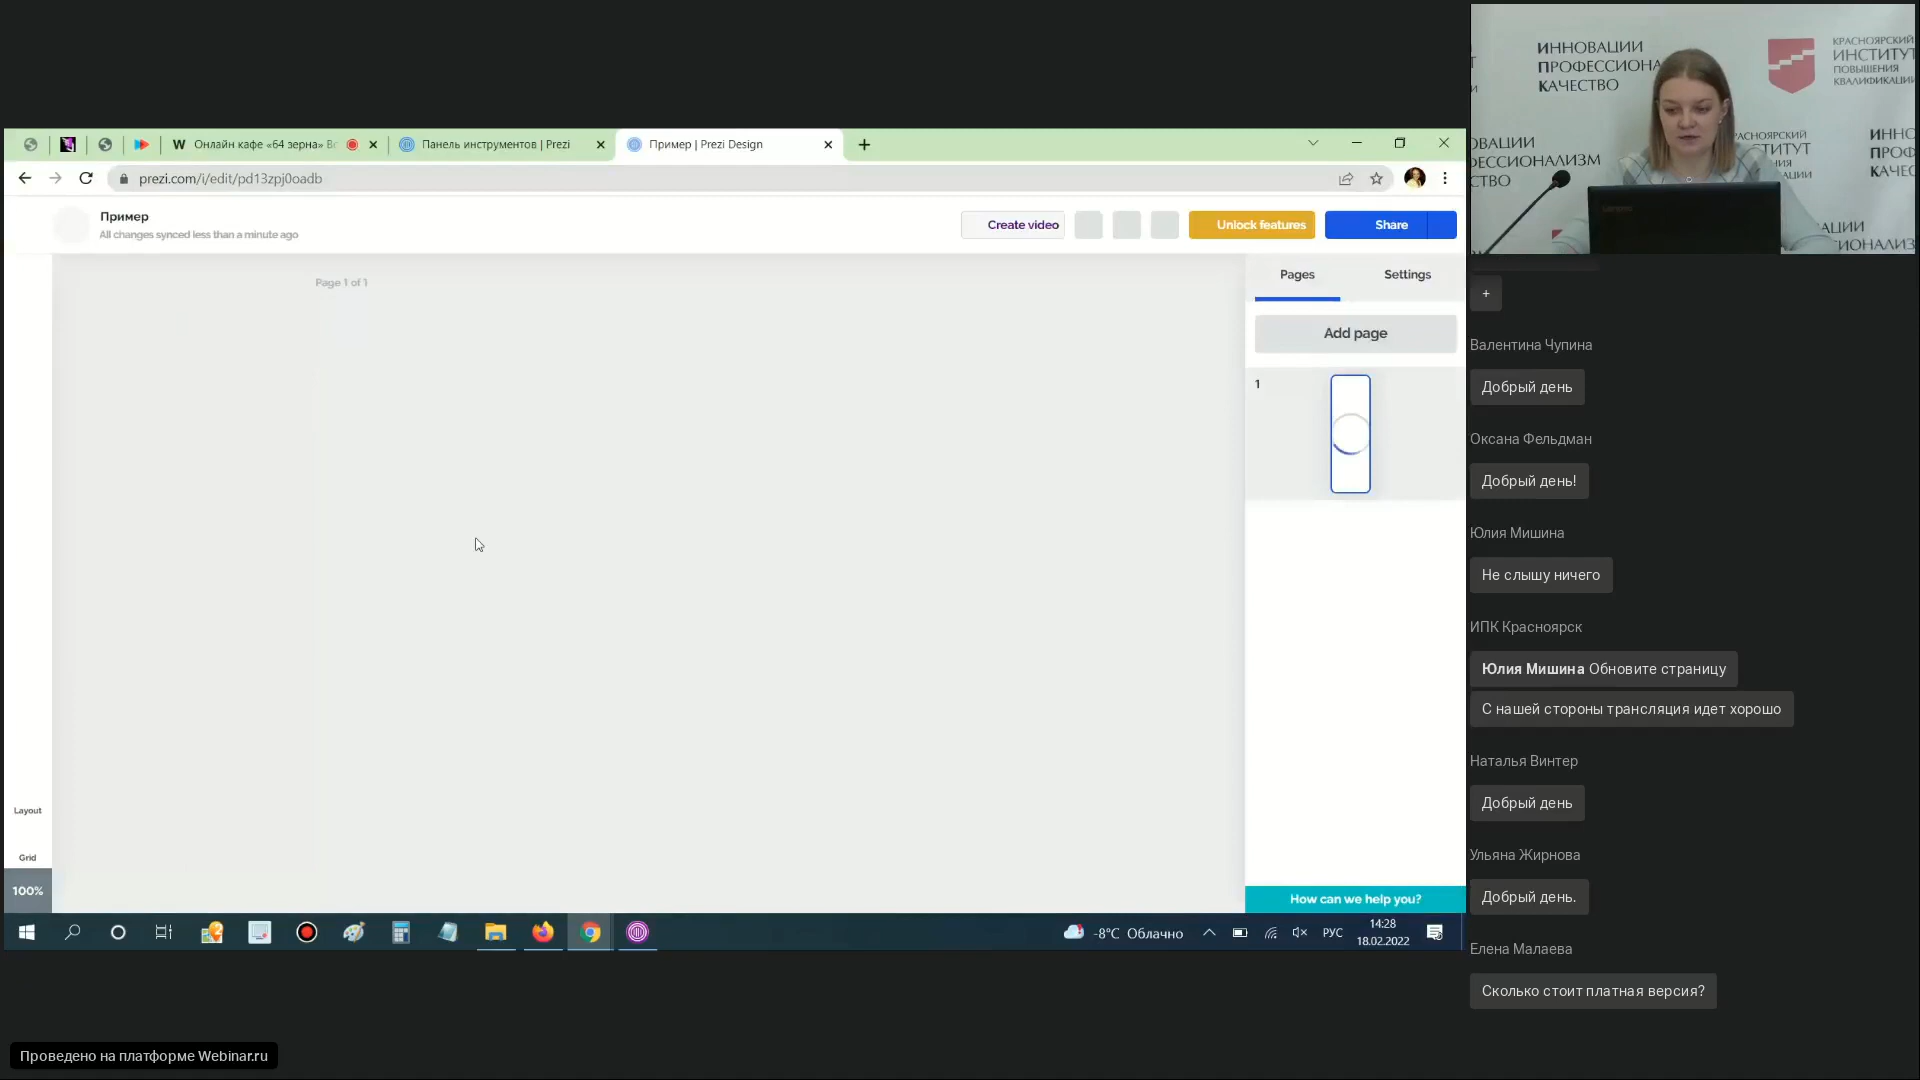 Онлайн кафе «64 зерна»
Панель инструментов | Prezi
Пример | Prezi Design
prezi.com/i/edit/pd13zpj0oadb
Пример
All changes synced less than a minute ago
Create video
Unlock features
Share
Page 1 of 1
Pages
Settings
Add page
1
Layout
Grid
100%
How can we help you?
-8°C Облачно
РУС
14:28
18.02.2022
ИННОВАЦИИ
ПРОФЕССИОНА
КАЧЕСТВО
КРАСНОЯРСКИЙ
ИНСТИТУТ
ПОВЫШЕНИЯ
КВАЛИФИКАЦИИ
+
Валентина Чупина
Добрый день
Оксана Фельдман
Добрый день!
Юлия Мишина
Не слышу ничего
ИПК Красноярск
Юлия Мишина Обновите страницу
С нашей стороны трансляция идет хорошо
Наталья Винтер
Добрый день
Ульяна Жирнова
Добрый день.
Елена Малаева
Сколько стоит платная версия?
Проведено на платформе Webinar.ru